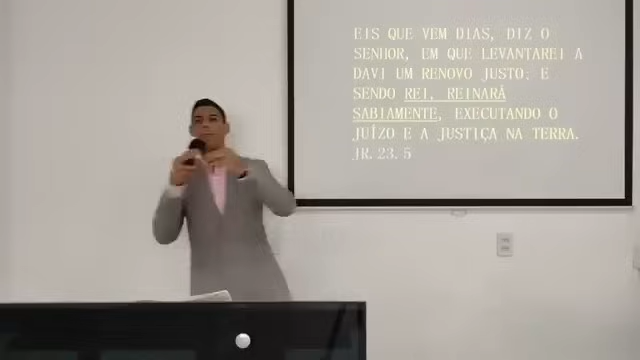 EIS QUE VEM DIAS, DIZ O
SENHOR, EM QUE LEVANTAREI A
DAVI UM RENOVO JUSTO; E
SENDO REI, REINARÁ
SABIAMENTE, EXECUTANDO O
JUÍZO E A JUSTIÇA NA TERRA.
JR. 23. 5